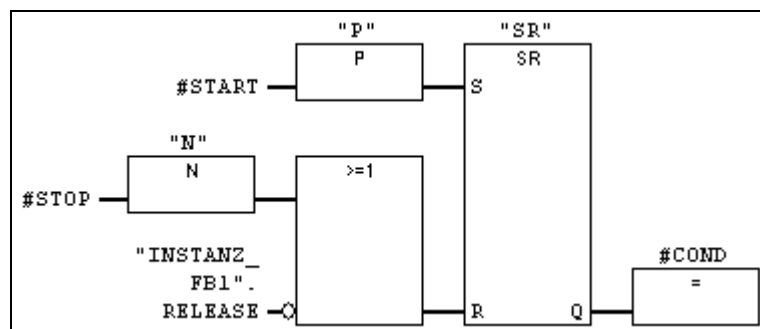 "P"
"SR"
P
SR
#START
S
"N"
N
>=1
#STOP
"INSTANZ_
FB1".
RELEASE
#COND
=
R
Q